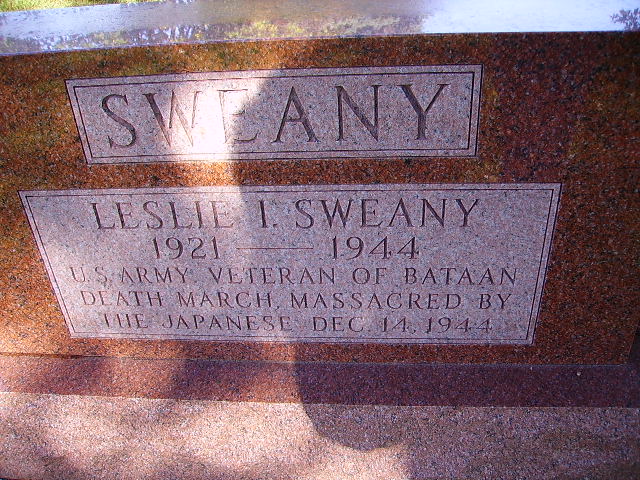 SWEANY
LESLIE I. SWEANY
1921 — 1944
U.S. ARMY VETERAN OF BATAAN
DEATH MARCH, MASSACRED BY
THE JAPANESE DEC. 14, 1944